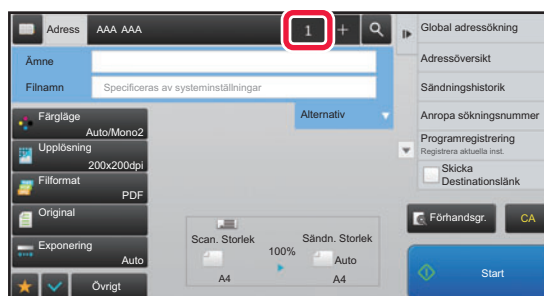 Adress AAA AAA 1 +
Ämne
Filnamn Specificeras av systeminställningar
Alternativ
Färgläge
Auto/Mono2
Upplösning
200x200dpi
Filformat
PDF
Original
Exponering
Auto
Övrigt
Scan. Storlek
A4
100%
Sändn. Storlek
Auto
A4
Global adressökning
Adressöversikt
Sändningshistorik
Anropa sökningsnummer
Programregistrering
Registrera aktuella inst.
Skicka
Destinationslänk
Förhandsgr. CA
Start